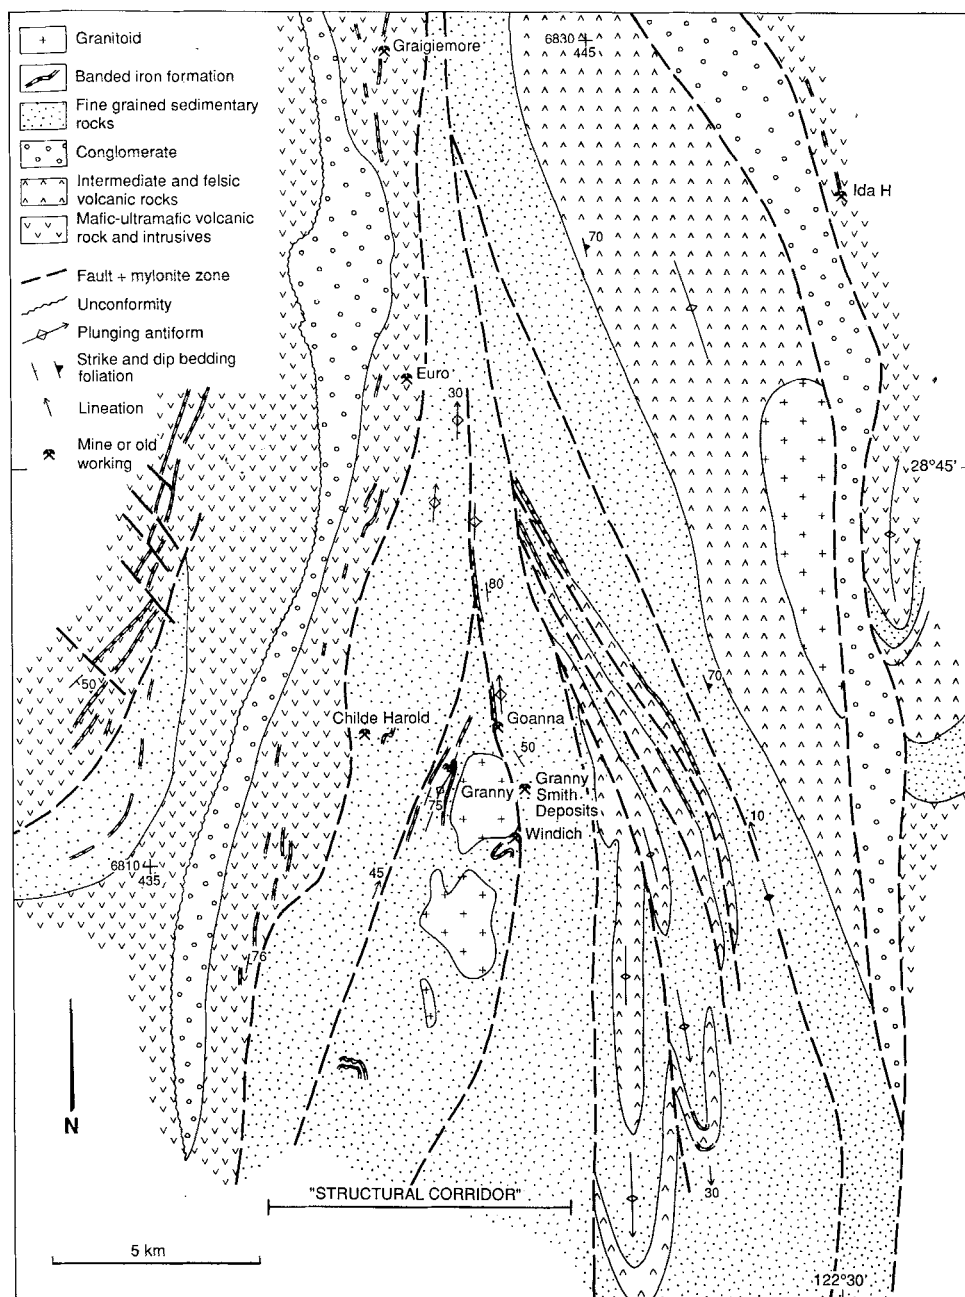 Granitoid
Banded iron formation
Fine grained sedimentary
rocks
Conglomerate
Intermediate and felsic
volcanic rocks
Mafic-ultramafic volcanic
rock and intrusives
Fault + mylonite zone
Unconformity
Plunging antiform
Strike and dip bedding
foliation
Lineation
Mine or old
working
Graigiemore
6830
445
Ida H
70
Euro
30
28°45'
80
50
70
Childe Harold
Goanna
50
Granny
Granny
Smith
Deposits
75
Windich
10
6810
435
45
76
N
30
"STRUCTURAL CORRIDOR"
5 km
122°30'